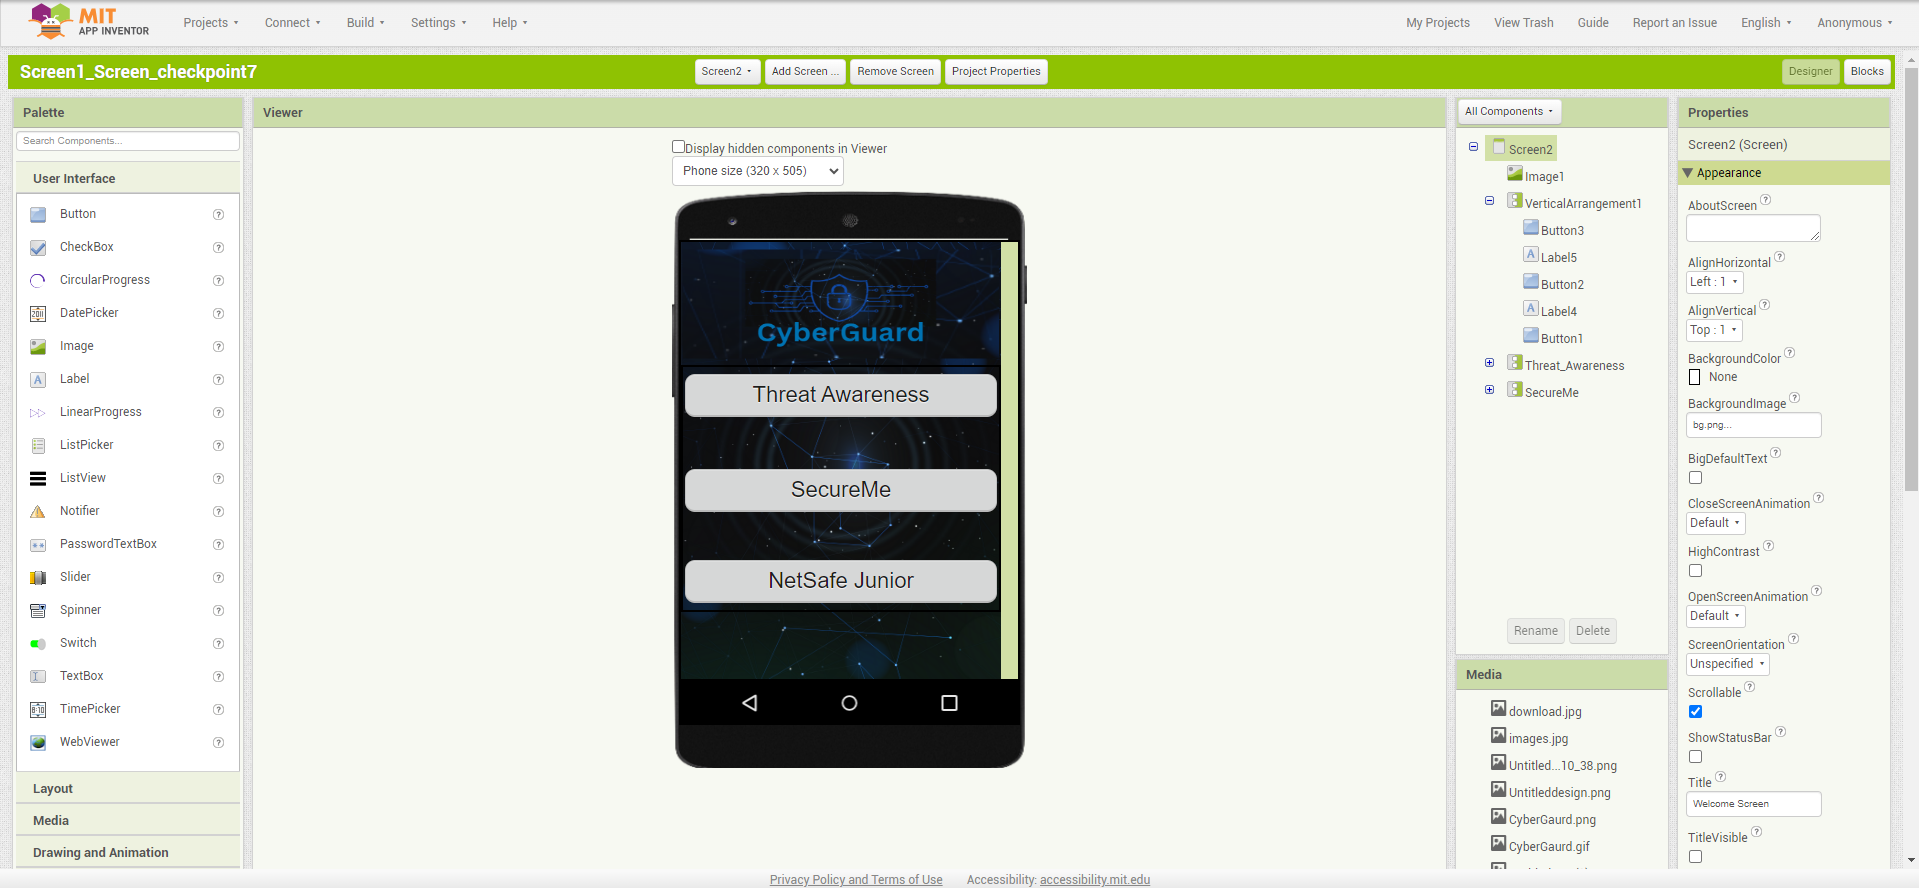 MIT
APP INVENTOR
Projects
Connect
Build
Settings
Help
My Projects
View Trash
Guide
Report an Issue
English
Anonymous
Screen1_Screen_checkpoint7
Screen2
Add Screen ...
Remove Screen
Project Properties
Designer
Blocks
Palette
Search Components...
User Interface
Button
CheckBox
CircularProgress
DatePicker
Image
Label
LinearProgress
ListPicker
ListView
Notifier
PasswordTextBox
Slider
Spinner
Switch
TextBox
TimePicker
WebViewer
Layout
Media
Drawing and Animation
Viewer
Display hidden components in Viewer
Phone size (320 x 505)
CyberGuard
Threat Awareness
SecureMe
NetSafe Junior
All Components
Screen2
Image1
VerticalArrangement1
Button3
Label5
Button2
Label4
Button1
Threat_Awareness
SecureMe
Rename
Delete
Media
download.jpg
images.jpg
Untitled...10_38.png
Untitleddesign.png
CyberGaurd.png
CyberGaurd.gif
Properties
Screen2 (Screen)
Appearance
AboutScreen
AlignHorizontal
Left : 1
AlignVertical
Top : 1
BackgroundColor
None
BackgroundImage
bg.png...
BigDefaultText
CloseScreenAnimation
Default
HighContrast
OpenScreenAnimation
Default
ScreenOrientation
Unspecified
Scrollable
ShowStatusBar
Title
Welcome Screen
TitleVisible
Privacy Policy and Terms of Use
Accessibility: accessibility.mit.edu